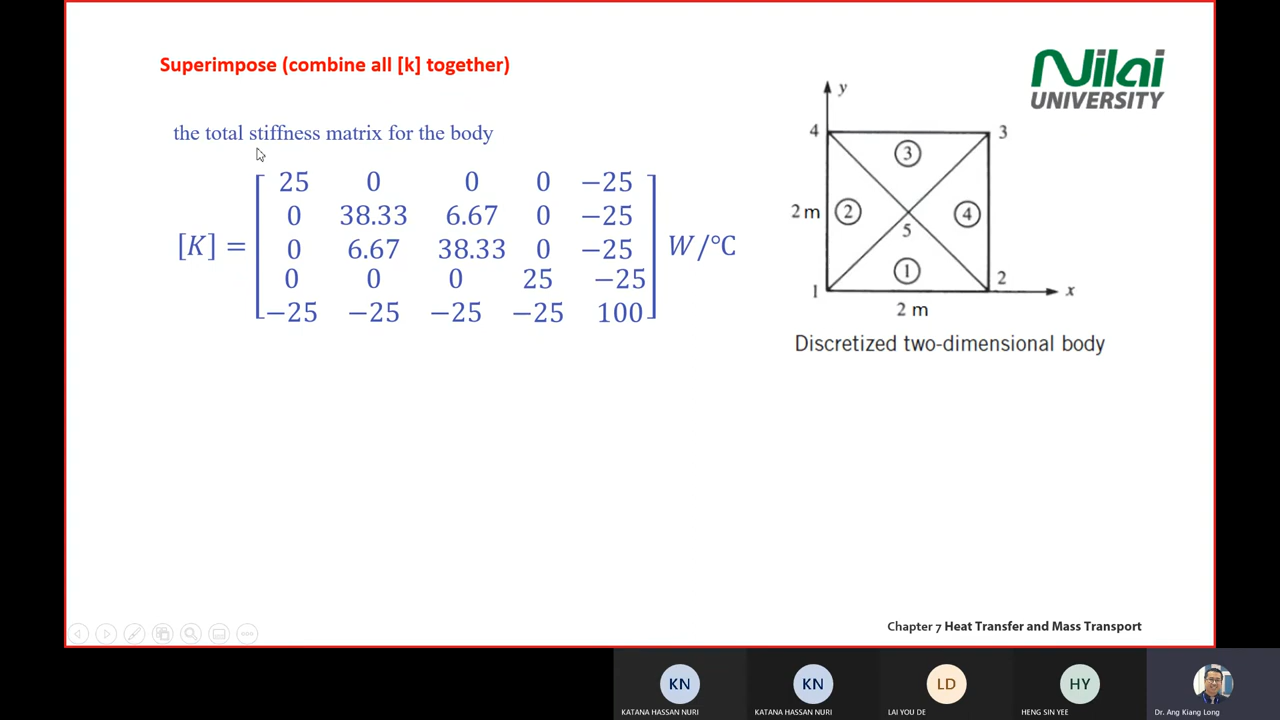 Superimpose (combine all [k] together)
Nilai
UNIVERSITY
the total stiffness matrix for the body
[K] =
25 0 0 0 −25
0 38.33 6.67 0 −25
0 6.67 38.33 0 −25
0 0 0 25 −25
−25 −25 −25 −25 100
W/°C
y
4 3
3
2 m 2 4
5
1
1 2 x
2 m
Discretized two-dimensional body
Chapter 7 Heat Transfer and Mass Transport
KN KN LD HY
KATANA HASSAN NURI KATANA HASSAN NURI LAI YOU DE HENG SIN YEE Dr. Ang Kiang Long